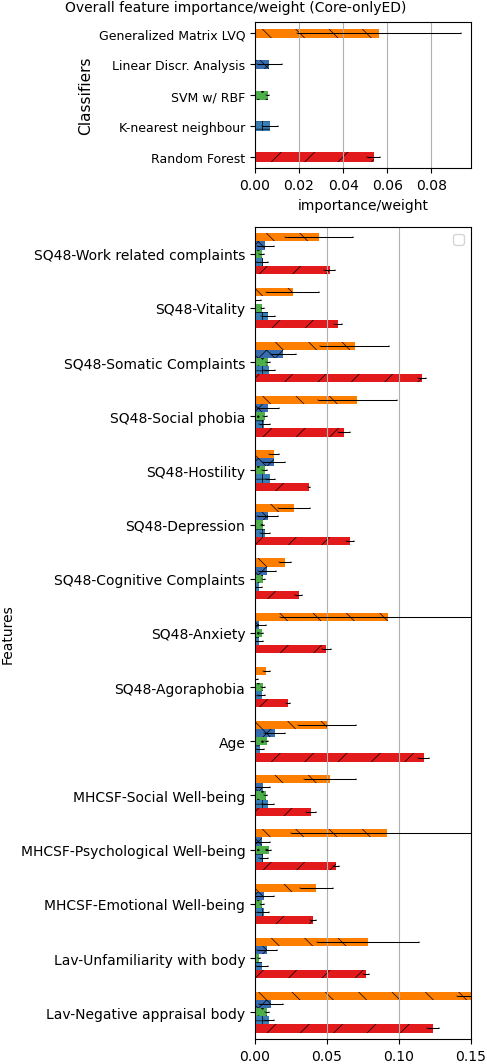 Overall feature importance/weight (Core-onlyED)
Classifiers
Generalized Matrix LVQ
Linear Discr. Analysis
SVM w/ RBF
K-nearest neighbour
Random Forest
0.00 0.02 0.04 0.06 0.08
importance/weight
Features
SQ48-Work related complaints
SQ48-Vitality
SQ48-Somatic Complaints
SQ48-Social phobia
SQ48-Hostility
SQ48-Depression
SQ48-Cognitive Complaints
SQ48-Anxiety
SQ48-Agoraphobia
Age
MHCSF-Social Well-being
MHCSF-Psychological Well-being
MHCSF-Emotional Well-being
Lav-Unfamiliarity with body
Lav-Negative appraisal body
0.00 0.05 0.10 0.15